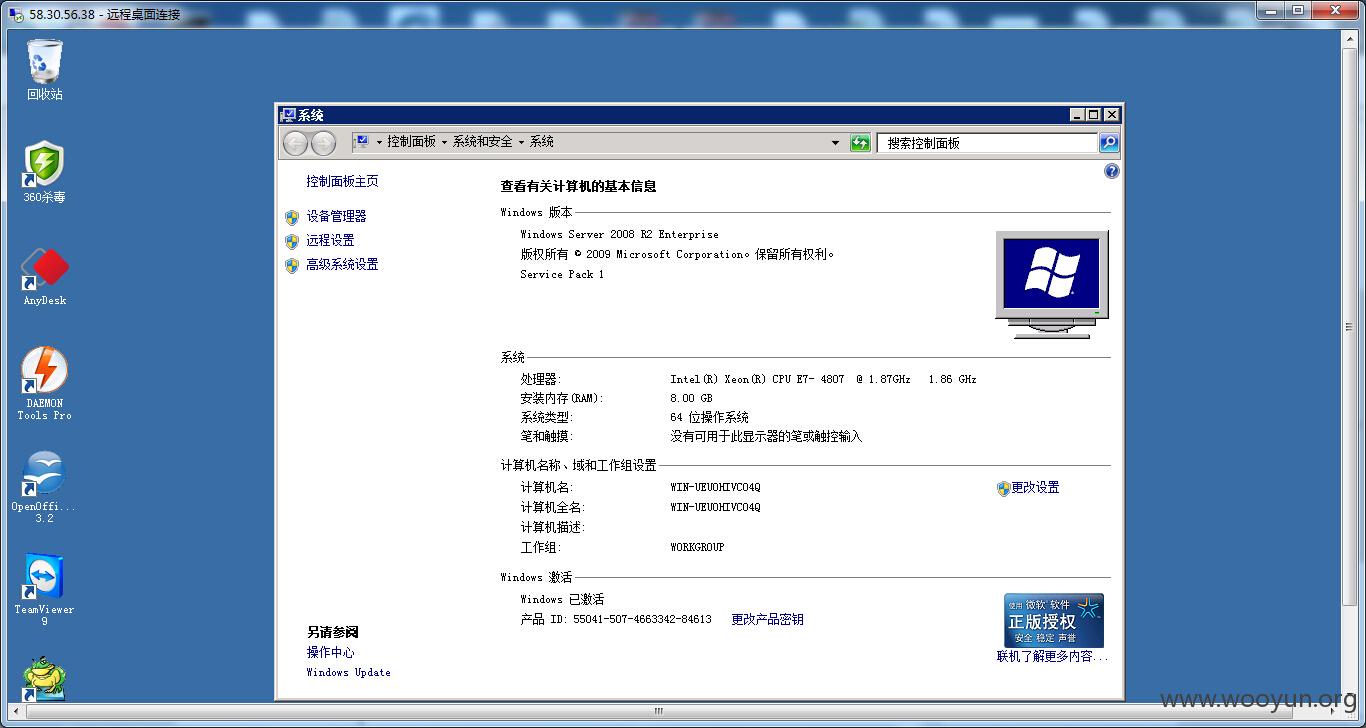 58.30.56.38 - 远程桌面连接
回收站
360杀毒
AnyDesk
DAEMON
Tools Pro
OpenOffi...
3.2
TeamViewer
9
系统
控制面板 系统和安全 系统
搜索控制面板
控制面板主页
设备管理器
远程设置
高级系统设置
另请参阅
操作中心
Windows Update
查看有关计算机的基本信息
Windows 版本
Windows Server 2008 R2 Enterprise
版权所有 © 2009 Microsoft Corporation。保留所有权利。
Service Pack 1
系统
处理器: Intel(R) Xeon(R) CPU E7- 4807 @ 1.87GHz 1.86 GHz
安装内存(RAM): 8.00 GB
系统类型: 64 位操作系统
笔和触摸: 没有可用于此显示器的笔或触控输入
计算机名称、域和工作组设置
计算机名: WIN-UEUOHIVCO4Q 更改设置
计算机全名: WIN-UEUOHIVCO4Q
计算机描述:
工作组: WORKGROUP
Windows 激活
Windows 已激活
产品 ID: 55041-507-4663342-84613 更改产品密钥
使用 微软 软件
正版授权
安全 稳定 声誉
联机了解更多内容...
www.wooyun.org